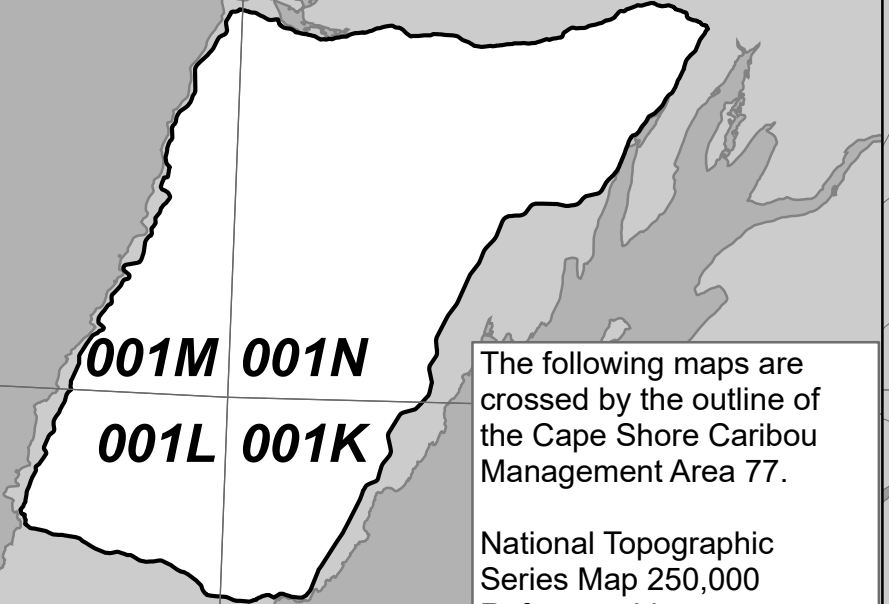 001M 001N
001L 001K
The following maps are
crossed by the outline of
the Cape Shore Caribou
Management Area 77.
National Topographic
Series Map 250,000